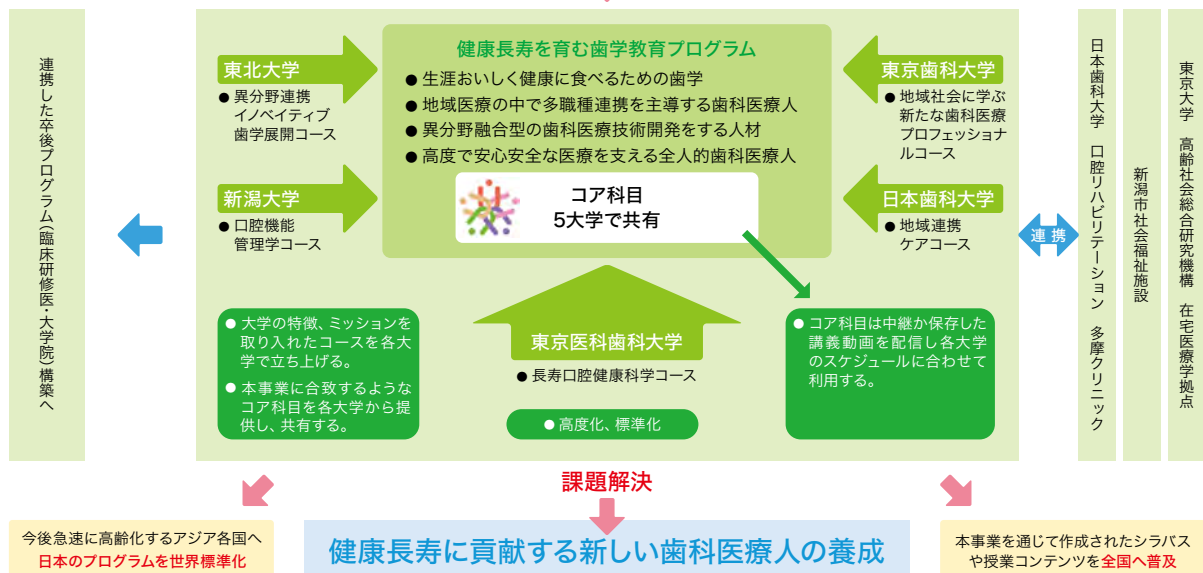 連携した卒後プログラム(臨床研修医・大学院)構築へ
東北大学
● 異分野連携
イノベイティブ
歯学展開コース
新潟大学
● 口腔機能
管理学コース
健康長寿を育む歯学教育プログラム
● 生涯おいしく健康に食べるための歯学
● 地域医療の中で多職種連携を主導する歯科医療人
● 異分野融合型の歯科医療技術開発をする人材
● 高度で安心安全な医療を支える全人的歯科医療人
コア科目
5大学で共有
東京歯科大学
● 地域社会に学ぶ
新たな歯科医療
プロフェッショナ
ルコース
日本歯科大学
● 地域連携
ケアコース
連携
日本歯科大学 口腔リハビリテーション 多摩クリニック
新潟市社会福祉施設
東京大学 高齢社会総合研究機構 在宅医療学拠点
● 大学の特徴、ミッションを
取り入れたコースを各大
学で立ち上げる。
● 本事業に合致するような
コア科目を各大学から提
供し、共有する。
東京医科歯科大学
● 長寿口腔健康科学コース
● 高度化、標準化
● コア科目は中継か保存した
講義動画を配信し各大学
のスケジュールに合わせて
利用する。
課題解決
今後急速に高齢化するアジア各国へ
日本のプログラムを世界標準化
健康長寿に貢献する新しい歯科医療人の養成
本事業を通じて作成されたシラバス
や授業コンテンツを全国へ普及